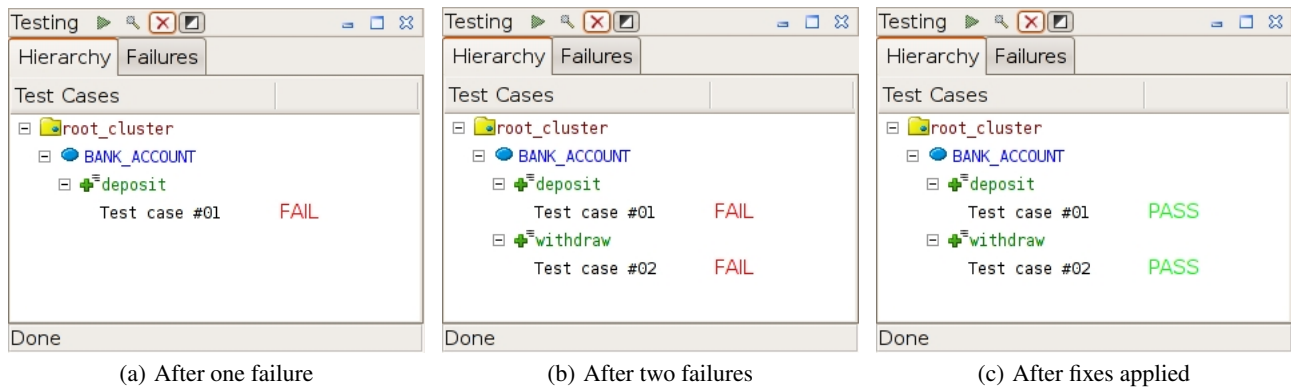 Testing
Hierarchy Failures
Test Cases
root_cluster
BANK_ACCOUNT
deposit
Test case #01 FAIL
Done
(a) After one failure
Testing
Hierarchy Failures
Test Cases
root_cluster
BANK_ACCOUNT
deposit
Test case #01 FAIL
withdraw
Test case #02 FAIL
Done
(b) After two failures
Testing
Hierarchy Failures
Test Cases
root_cluster
BANK_ACCOUNT
deposit
Test case #01 PASS
withdraw
Test case #02 PASS
Done
(c) After fixes applied